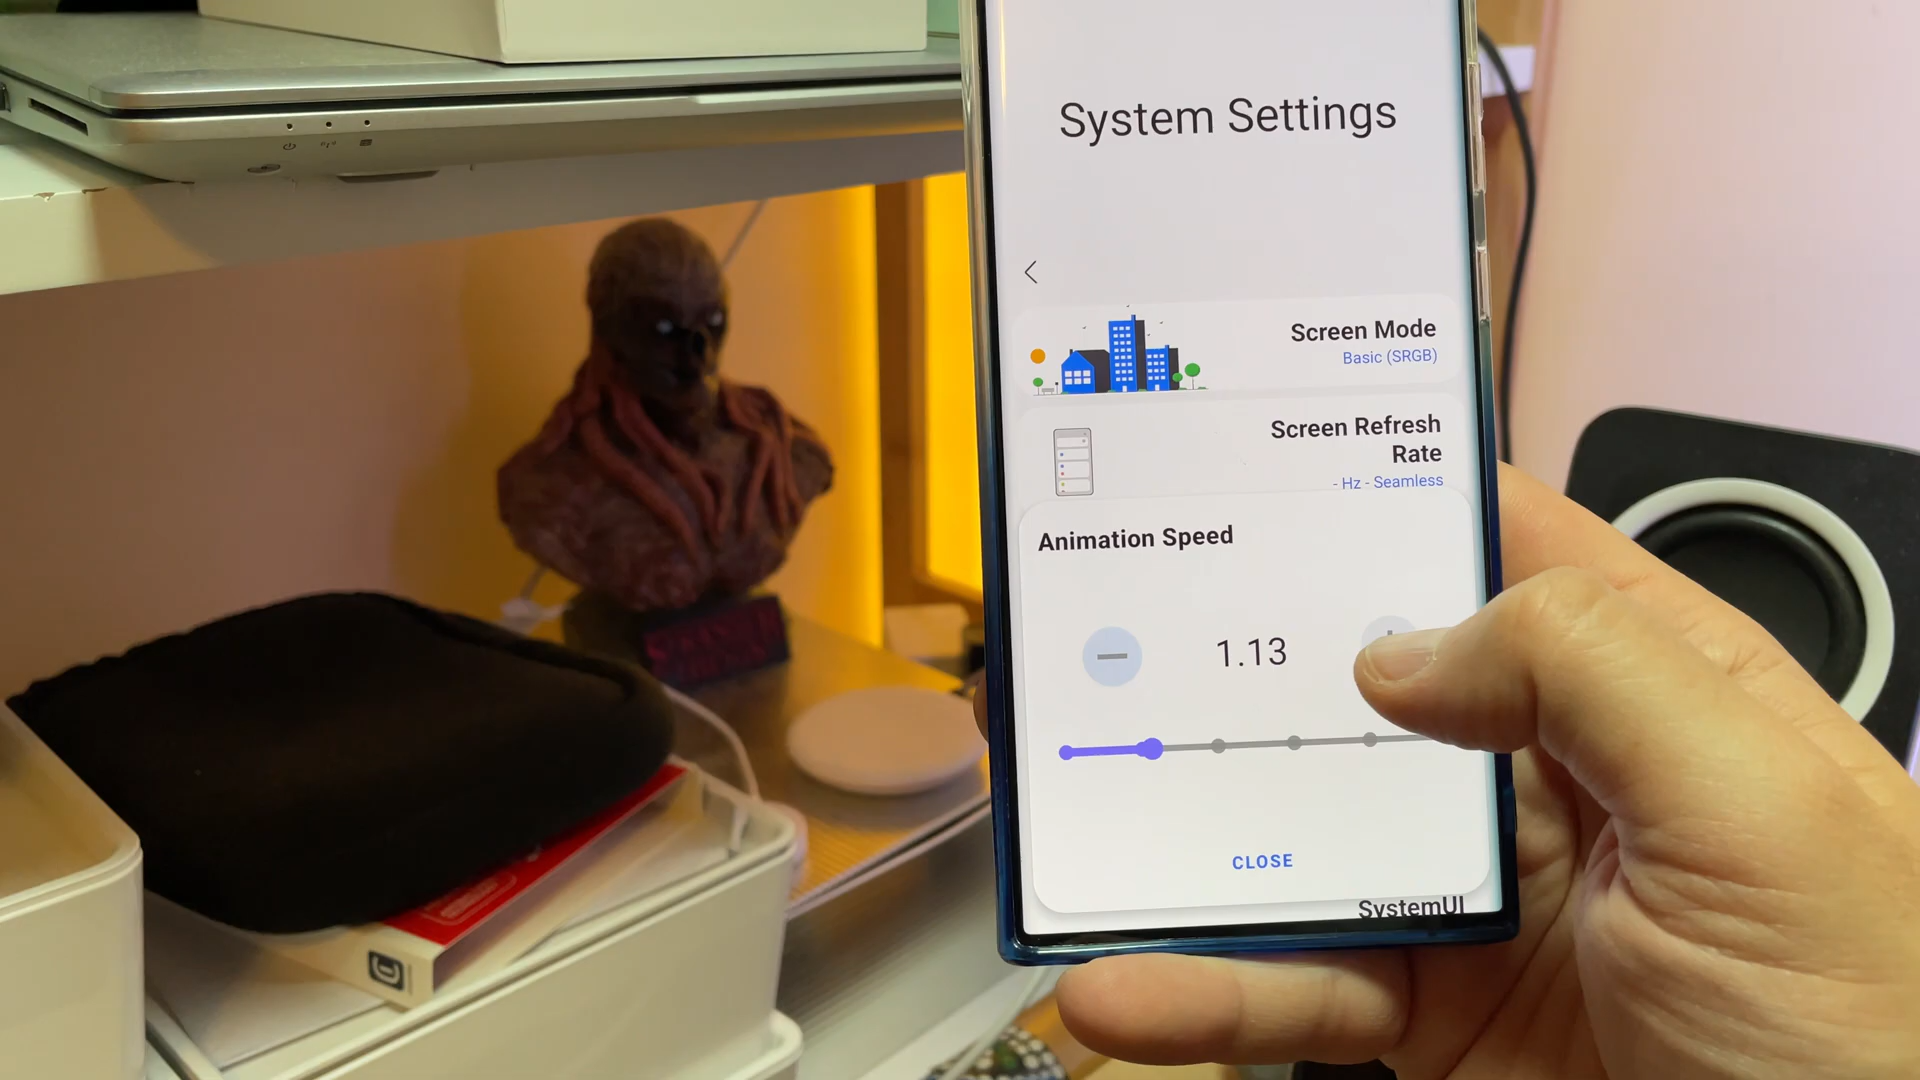 System Settings
Screen Mode
Basic (SRGB)
Screen Refresh
Rate
- Hz - Seamless
Animation Speed
1.13
CLOSE
SystemUI